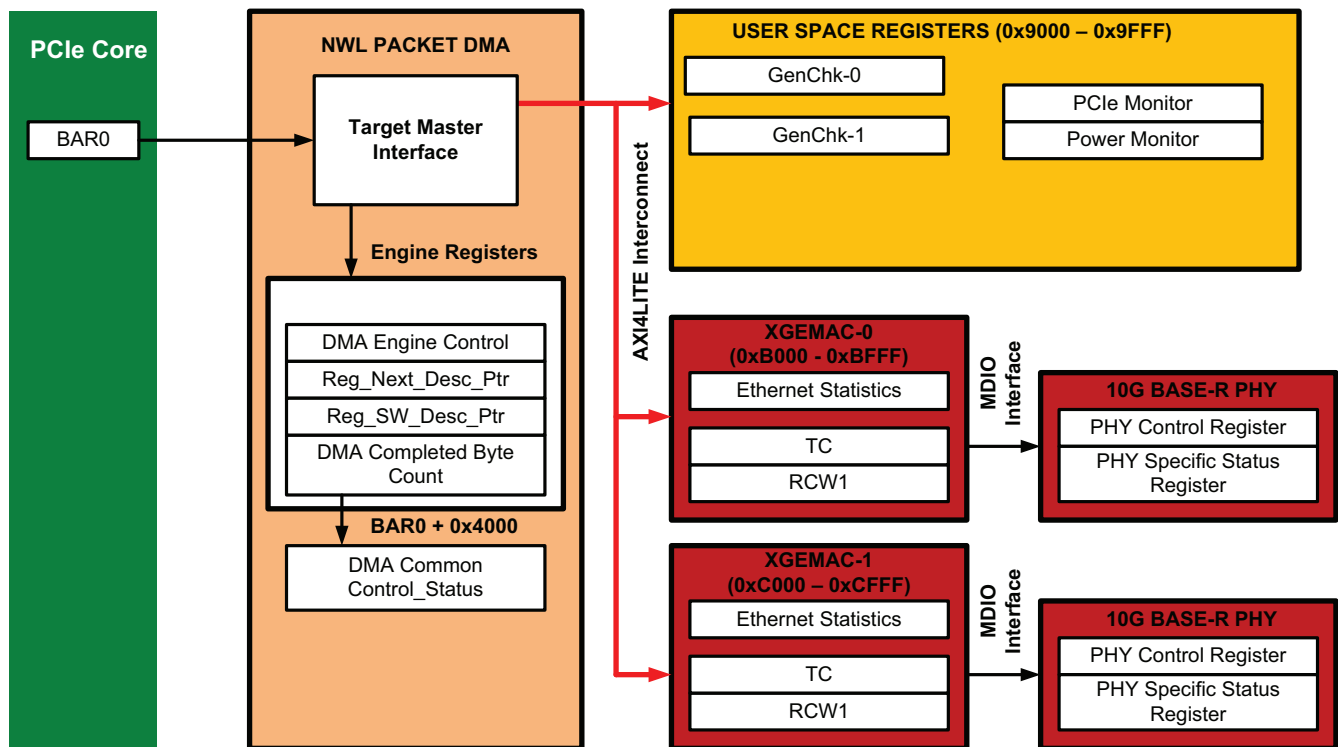 PCIe Core
BAR0
NWL PACKET DMA
Target Master
Interface
Engine Registers
DMA Engine Control
Reg_Next_Desc_Ptr
Reg_SW_Desc_Ptr
DMA Completed Byte
Count
BAR0 + 0x4000
DMA Common
Control_Status
AXI4LITE Interconnect
USER SPACE REGISTERS (0x9000 – 0x9FFF)
GenChk-0
GenChk-1
PCIe Monitor
Power Monitor
XGEMAC-0
(0xB000 - 0xBFFF)
Ethernet Statistics
TC
RCW1
MDIO
Interface
10G BASE-R PHY
PHY Control Register
PHY Specific Status
Register
XGEMAC-1
(0xC000 – 0xCFFF)
Ethernet Statistics
TC
RCW1
MDIO
Interface
10G BASE-R PHY
PHY Control Register
PHY Specific Status
Register